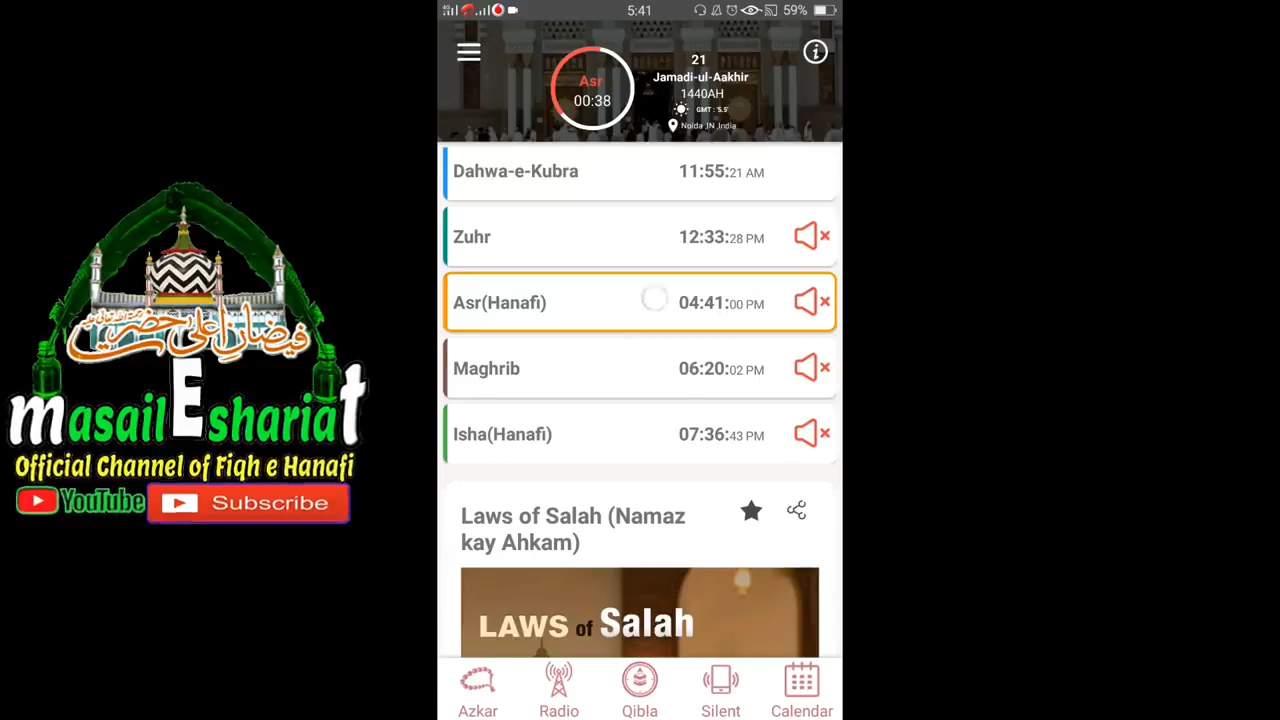 5:41
59%
Asr
00:38
21
Jamadi-ul-Aakhir
1440AH
GMT : '5.5'
Noida ,IN ,India
Dahwa-e-Kubra 11:55:21 AM
Zuhr 12:33:28 PM
Asr(Hanafi) 04:41:00 PM
Maghrib 06:20:02 PM
Isha(Hanafi) 07:36:43 PM
Laws of Salah (Namaz
kay Ahkam)
LAWS of Salah
Azkar Radio Qibla Silent Calendar
فیضانِ اعلیٰ حضرت
masail E shariat
Official Channel of Fiqh e Hanafi
YouTube Subscribe